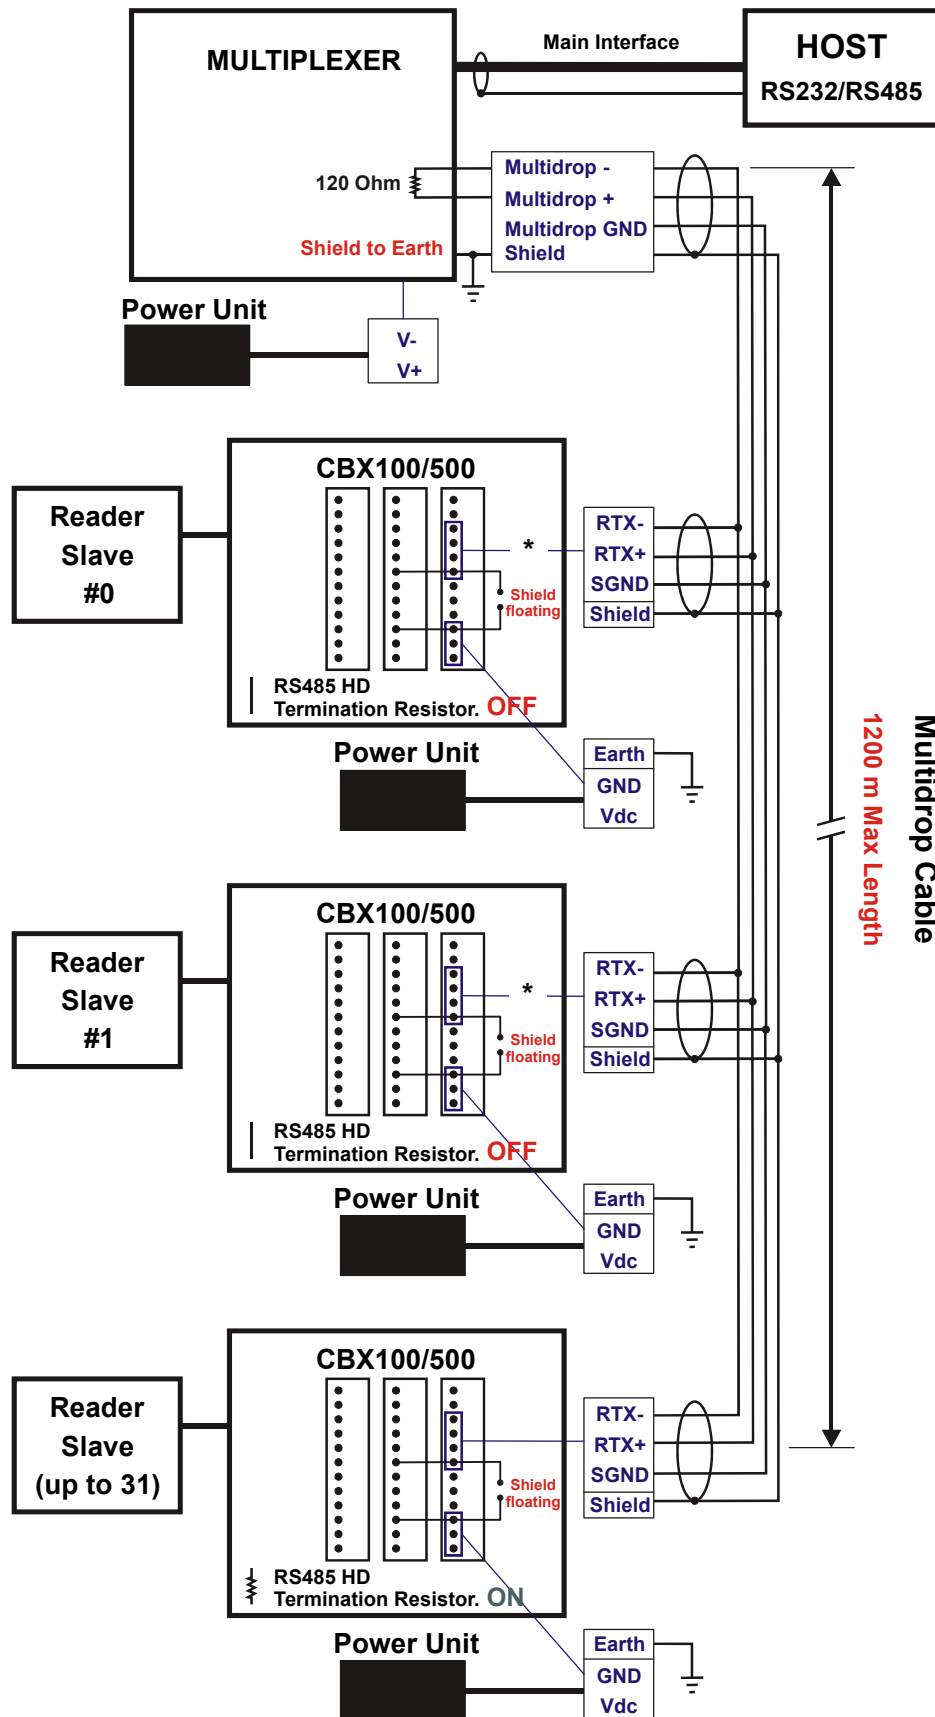 MULTIPLEXER
Main Interface
HOST
RS232/RS485
120 Ohm
Multidrop -
Multidrop +
Multidrop GND
Shield
Shield to Earth
Power Unit
V-
V+
CBX100/500
Reader
Slave
#0
*
RTX-
RTX+
SGND
Shield
Shield
floating
RS485 HD
Termination Resistor. OFF
Power Unit
Earth
GND
Vdc
Multidrop Cable
1200 m Max Length
CBX100/500
Reader
Slave
#1
*
RTX-
RTX+
SGND
Shield
Shield
floating
RS485 HD
Termination Resistor. OFF
Power Unit
Earth
GND
Vdc
CBX100/500
Reader
Slave
(up to 31)
RTX-
RTX+
SGND
Shield
Shield
floating
RS485 HD
Termination Resistor. ON
Power Unit
Earth
GND
Vdc